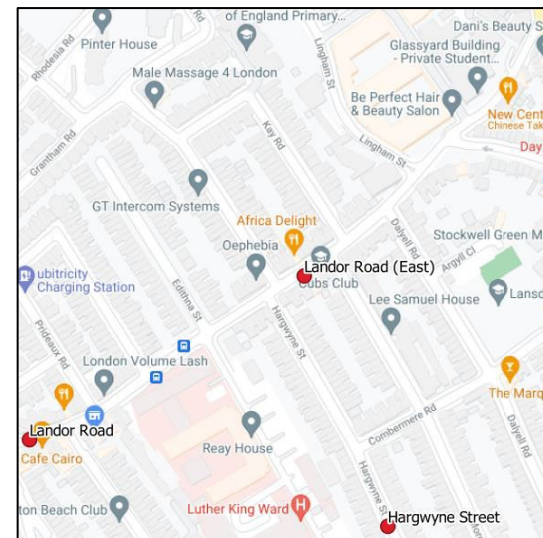 of England Primary...
Dani's Beauty S
Pinter House
Rhodesia Rd
Lingham St
Glassyard Building
- Private Student...
Male Massage 4 London
Be Perfect Hair
& Beauty Salon
New Cent
Chinese Tak
Kay Rd
Grantham Rd
Lingham St
Day
GT Intercom Systems
Africa Delight
Dalyell Rd
Stockwell Green M
Oephebia
Argyll Cl
Landor Road (East)
Cubs Club
ubitricity
Charging Station
Edithna St
Lee Samuel House
Lansd
Hargwyne St
Prideaux Rd
London Volume Lash
The Marq
Combermere Rd
Landor Road
Cafe Cairo
Reay House
Dalyell Rd
Hargwyne St
ton Beach Club
Luther King Ward
Hargwyne Street